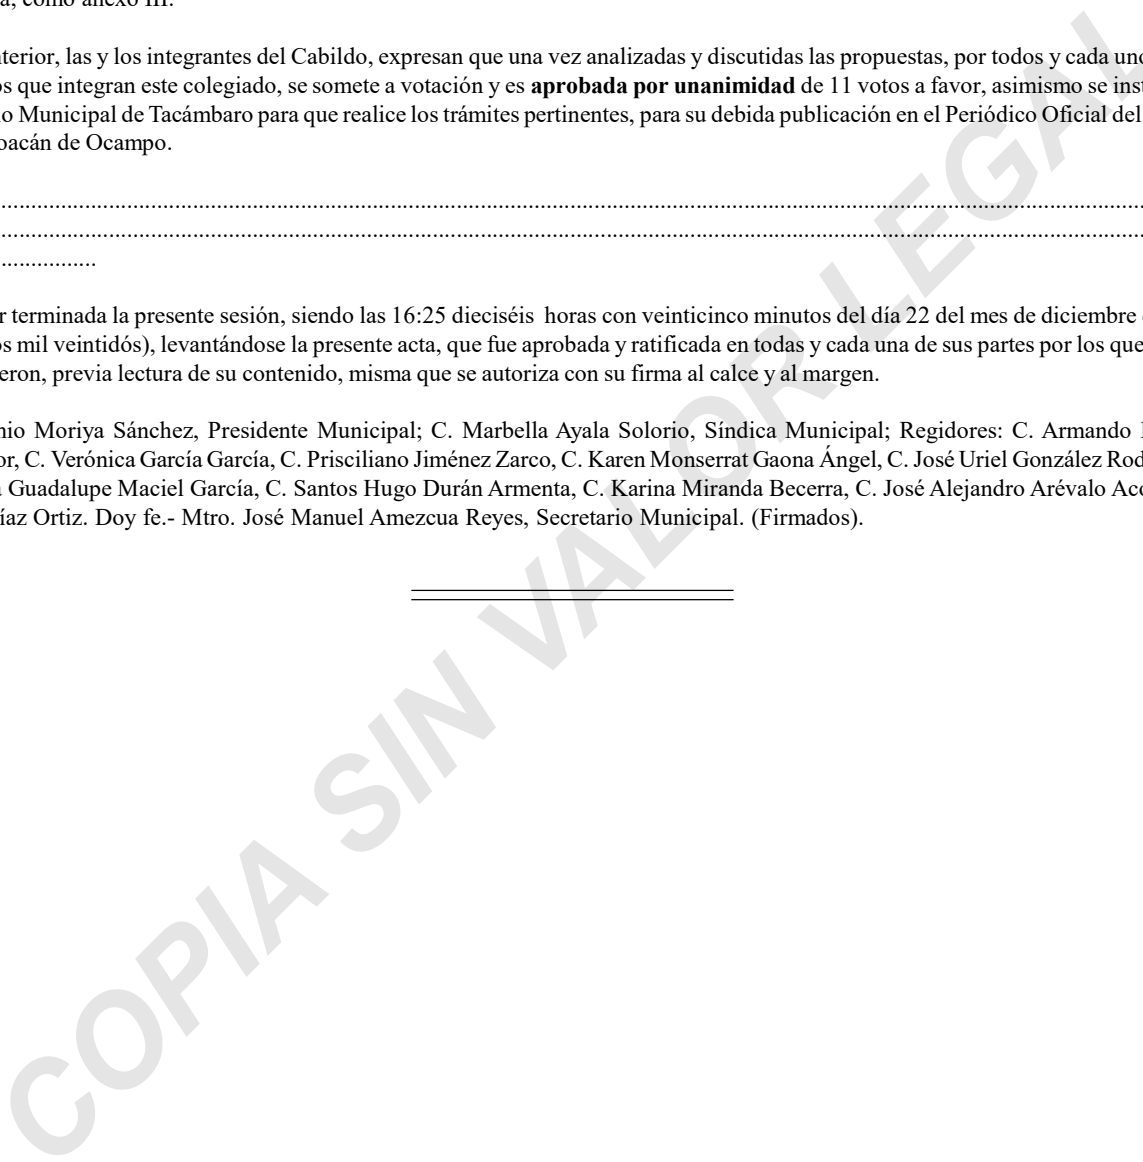 a, como anexo III.
nterior, las y los integrantes del Cabildo, expresan que una vez analizadas y discutidas las propuestas, por todos y cada uno
os que integran este colegiado, se somete a votación y es aprobada por unanimidad de 11 votos a favor, asimismo se inst
o Municipal de Tacámbaro para que realice los trámites pertinentes, para su debida publicación en el Periódico Oficial del
oacán de Ocampo.
r terminada la presente sesión, siendo las 16:25 dieciséis horas con veinticinco minutos del día 22 del mes de diciembre
os mil veintidós), levantándose la presente acta, que fue aprobada y ratificada en todas y cada una de sus partes por los que
eron, previa lectura de su contenido, misma que se autoriza con su firma al calce y al margen.
nio Moriya Sánchez, Presidente Municipal; C. Marbella Ayala Solorio, Síndica Municipal; Regidores: C. Armando
or, C. Verónica García García, C. Prisciliano Jiménez Zarco, C. Karen Monserrat Gaona Ángel, C. José Uriel González Rod
a Guadalupe Maciel García, C. Santos Hugo Durán Armenta, C. Karina Miranda Becerra, C. José Alejandro Arévalo Aco
íaz Ortiz. Doy fe.- Mtro. José Manuel Amezcua Reyes, Secretario Municipal. (Firmados).
COPIA SIN VALOR LEGAL